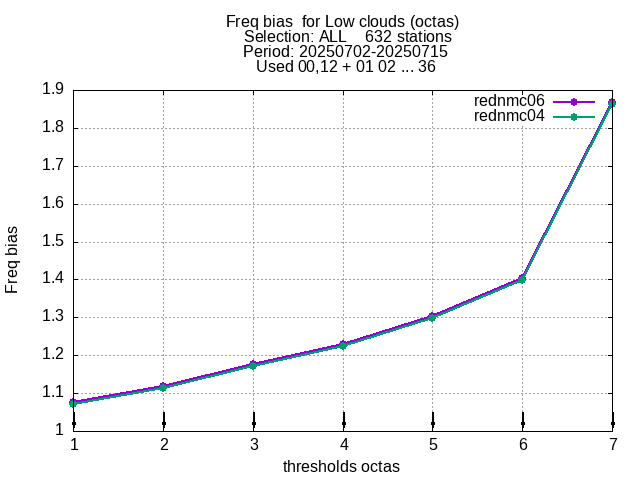 Freq bias  for Low clouds (octas)
Selection: ALL    632 stations
Period: 20250702-20250715
Used 00,12 + 01 02 ... 36
rednmc06
rednmc04
1.9
1.8
1.7
1.6
1.5
1.4
1.3
1.2
1.1
1
Freq bias
1 2 3 4 5 6 7
thresholds octas